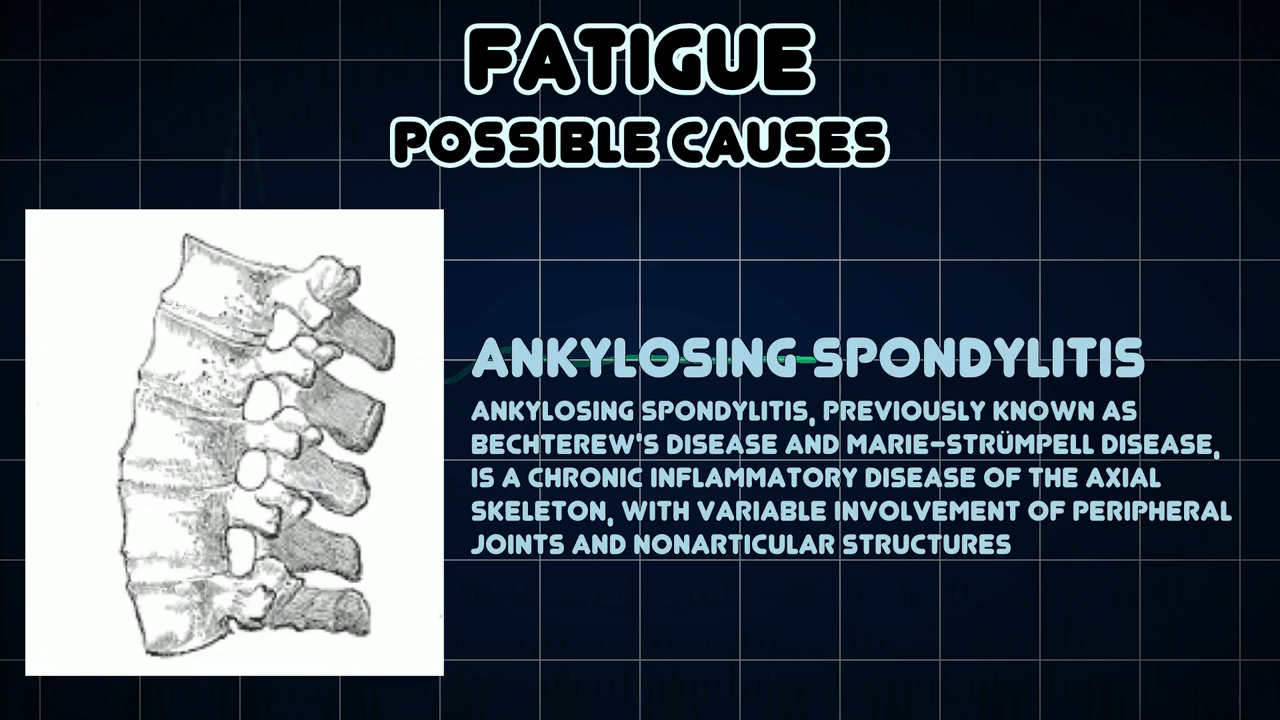 FATIGUE
POSSIBLE CAUSES
ANKYLOSING SPONDYLITIS
ANKYLOSING SPONDYLITIS, PREVIOUSLY KNOWN AS
BECHTEREW'S DISEASE AND MARIE-STRÜMPELL DISEASE,
IS A CHRONIC INFLAMMATORY DISEASE OF THE AXIAL
SKELETON, WITH VARIABLE INVOLVEMENT OF PERIPHERAL
JOINTS AND NONARTICULAR STRUCTURES